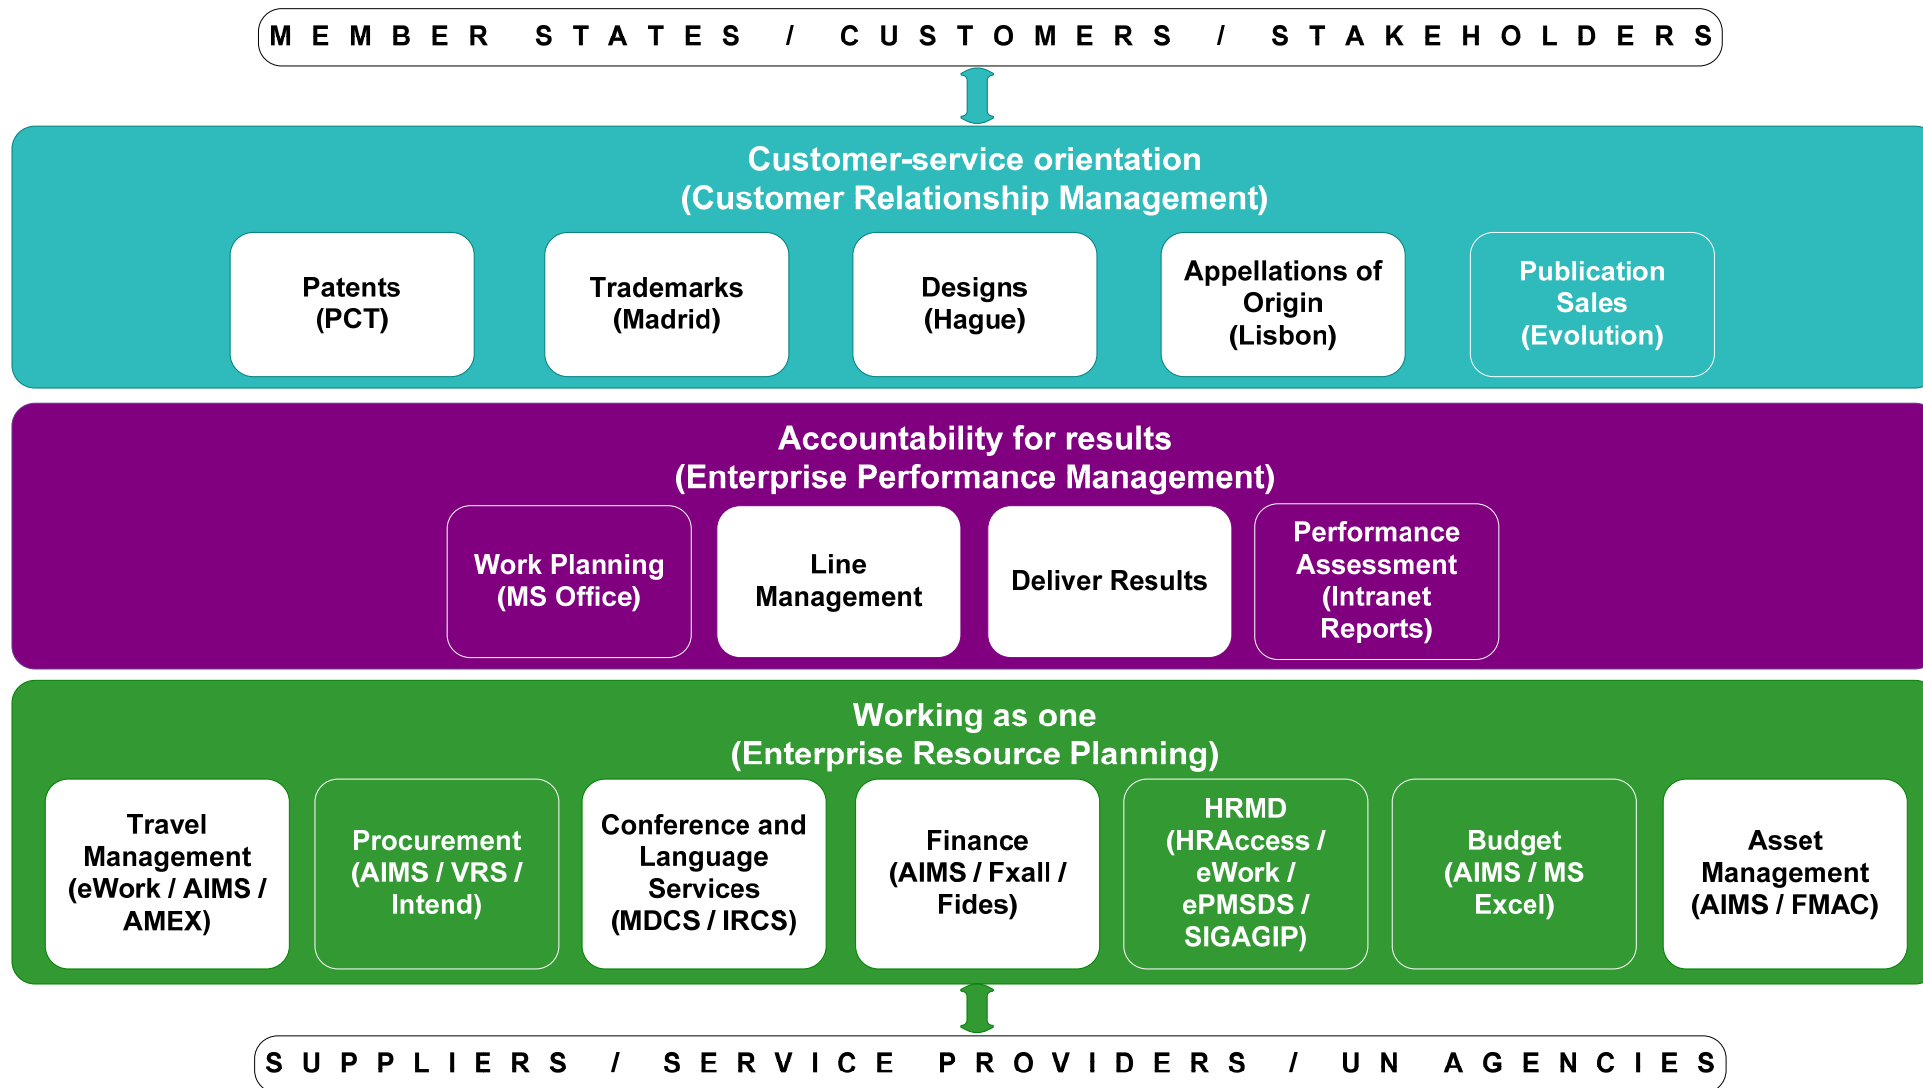 MEMBER STATES / CUSTOMERS / STAKEHOLDERS
Customer-service orientation
(Customer Relationship Management)
Patents
(PCT)
Trademarks
(Madrid)
Designs
(Hague)
Appellations of
Origin
(Lisbon)
Publication
Sales
(Evolution)
Accountability for results
(Enterprise Performance Management)
Work Planning
(MS Office)
Line
Management
Deliver Results
Performance
Assessment
(Intranet
Reports)
Working as one
(Enterprise Resource Planning)
Travel
Management
(eWork / AIMS /
AMEX)
Procurement
(AIMS / VRS /
Intend)
Conference and
Language
Services
(MDCS / IRCS)
Finance
(AIMS / Fxall /
Fides)
HRMD
(HRAccess /
eWork /
ePMSDS /
SIGAGIP)
Budget
(AIMS / MS
Excel)
Asset
Management
(AIMS / FMAC)
SUPPLIERS / SERVICE PROVIDERS / UN AGENCIES